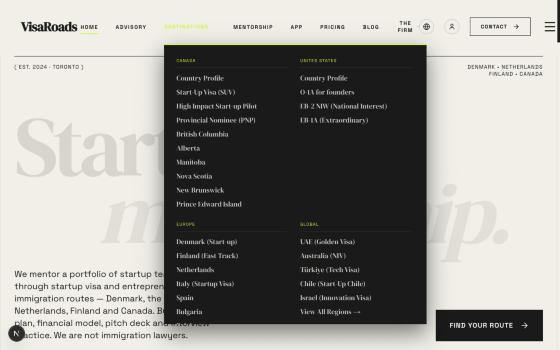 VisaRoads
HOME
ADVISORY
DESTINATIONS
MENTORSHIP
APP
PRICING
BLOG
THE FIRM
CONTACT →
( EST. 2024 · TORONTO )
DENMARK • NETHERLANDS
FINLAND • CANADA
CANADA
Country Profile
Start-Up Visa (SUV)
High Impact Start-up Pilot
Provincial Nominee (PNP)
British Columbia
Alberta
Manitoba
Nova Scotia
New Brunswick
Prince Edward Island
UNITED STATES
Country Profile
O-1A for founders
EB-2 NIW (National Interest)
EB-1A (Extraordinary)
EUROPE
Denmark (Start-up)
Finland (Fast Track)
Netherlands
Italy (Startup Visa)
Spain
Bulgaria
GLOBAL
UAE (Golden Visa)
Australia (NIV)
Türkiye (Tech Visa)
Chile (Start-Up Chile)
Israel (Innovation Visa)
View All Regions →
Start
m
ip.
We mentor a portfolio of startup
through startup visa and
immigration routes — Denmark, the
Netherlands, Finland and Canada.
plan, financial model, pitch deck and interview
practice. We are not immigration lawyers.
N
FIND YOUR ROUTE →